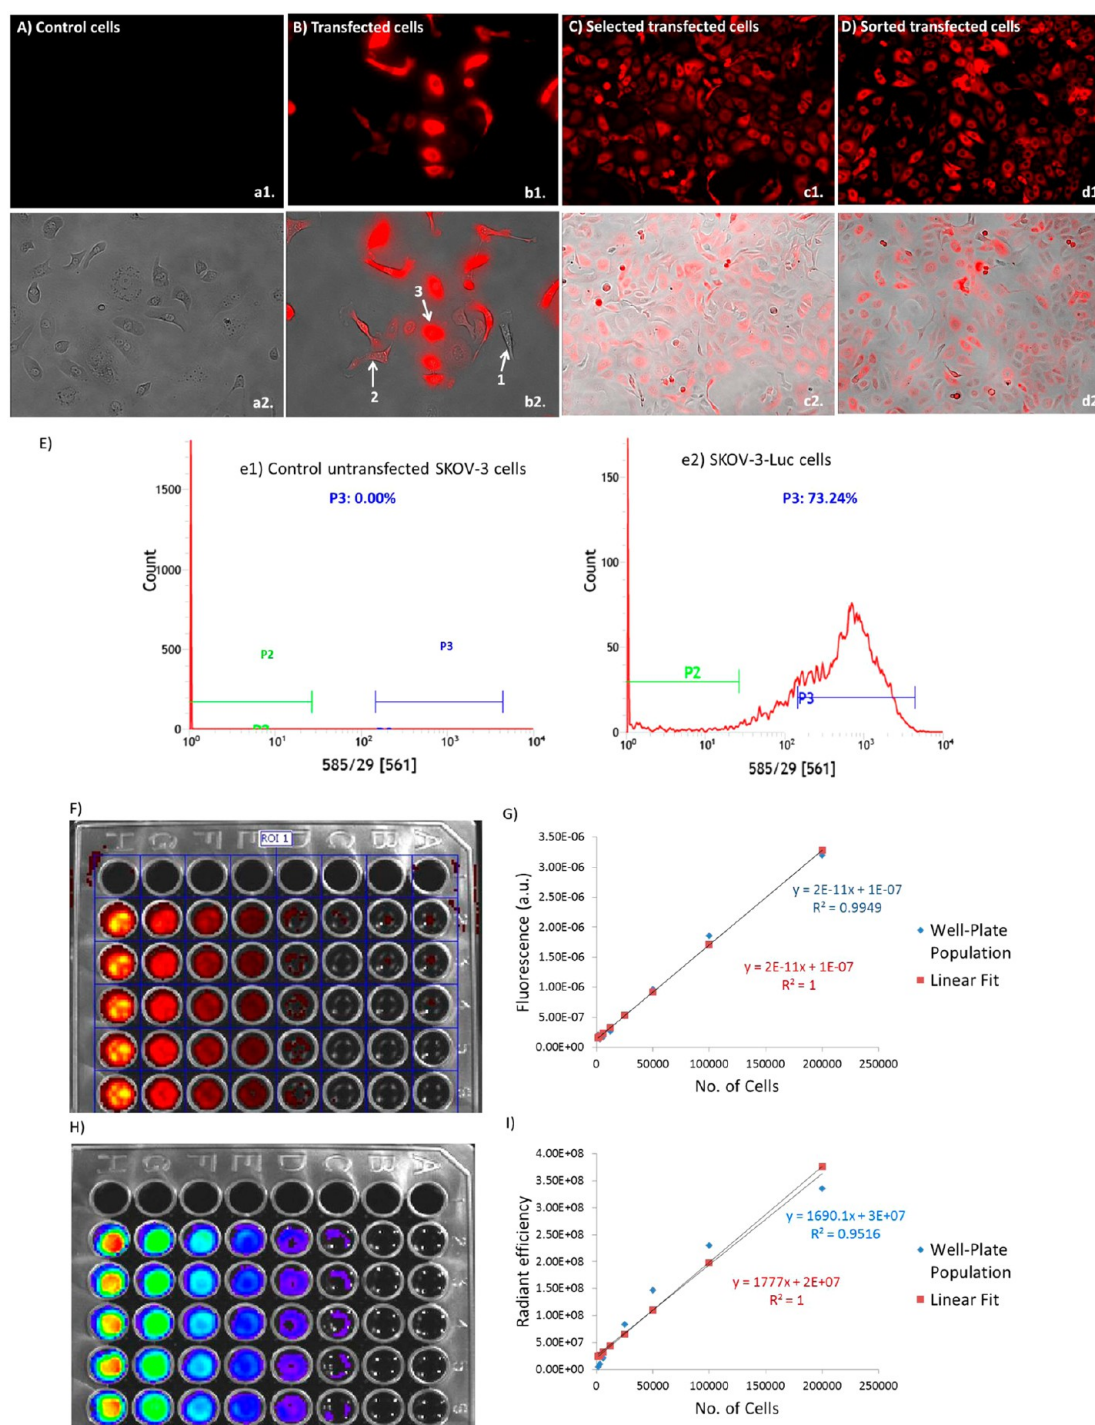 A) Control cells
B) Transfected cells
C) Selected transfected cells
D) Sorted transfected cells
a1.
b1.
c1.
d1
3
1
2
a2.
b2.
c2.
d2
E)
e1) Control untransfected SKOV-3 cells
P3: 0.00%
1500
1000
500
0
Count
P2
P3
10⁰
10¹
10²
10³
10⁴
585/29 [561]
e2) SKOV-3-Luc cells
P3: 73.24%
150
100
50
0
Count
P2
P3
10⁰
10¹
10²
10³
10⁴
585/29 [561]
F)
ROI 1
H G F E D C B A
G)
3.50E-06
3.00E-06
2.50E-06
2.00E-06
1.50E-06
1.00E-06
5.00E-07
0.00E+00
Fluorescence (a.u.)
y = 2E-11x + 1E-07
R² = 0.9949
y = 2E-11x + 1E-07
R² = 1
Well-Plate
Population
Linear Fit
0 50000 100000 150000 200000 250000
No. of Cells
H)
H G F E D C B A
I)
4.00E+08
3.50E+08
3.00E+08
2.50E+08
2.00E+08
1.50E+08
1.00E+08
5.00E+07
0.00E+00
Radiant efficiency
y = 1690.1x + 3E+07
R² = 0.9516
y = 1777x + 2E+07
R² = 1
Well-Plate
Population
Linear Fit
0 50000 100000 150000 200000 250000
No. of Cells